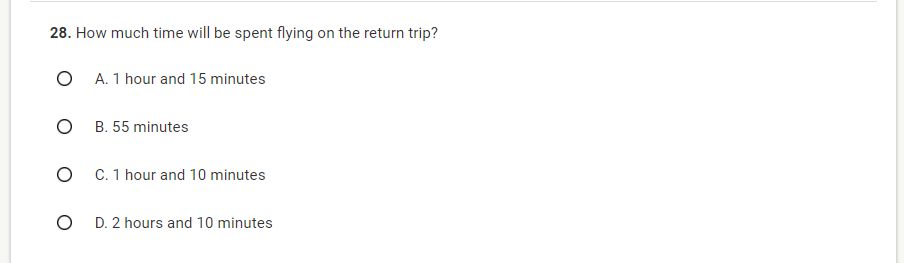 28. How much time will be spent flying on the return trip?
A. 1 hour and 15 minutes
B. 55 minutes
C. 1 hour and 10 minutes
D. 2 hours and 10 minutes